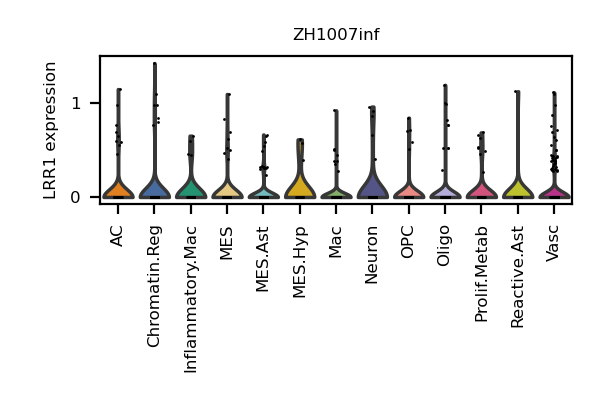 ZH1007inf
LRR1 expression
1
0
AC
Chromatin.Reg
Inflammatory.Mac
MES
MES.Ast
MES.Hyp
Mac
Neuron
OPC
Oligo
Prolif.Metab
Reactive.Ast
Vasc